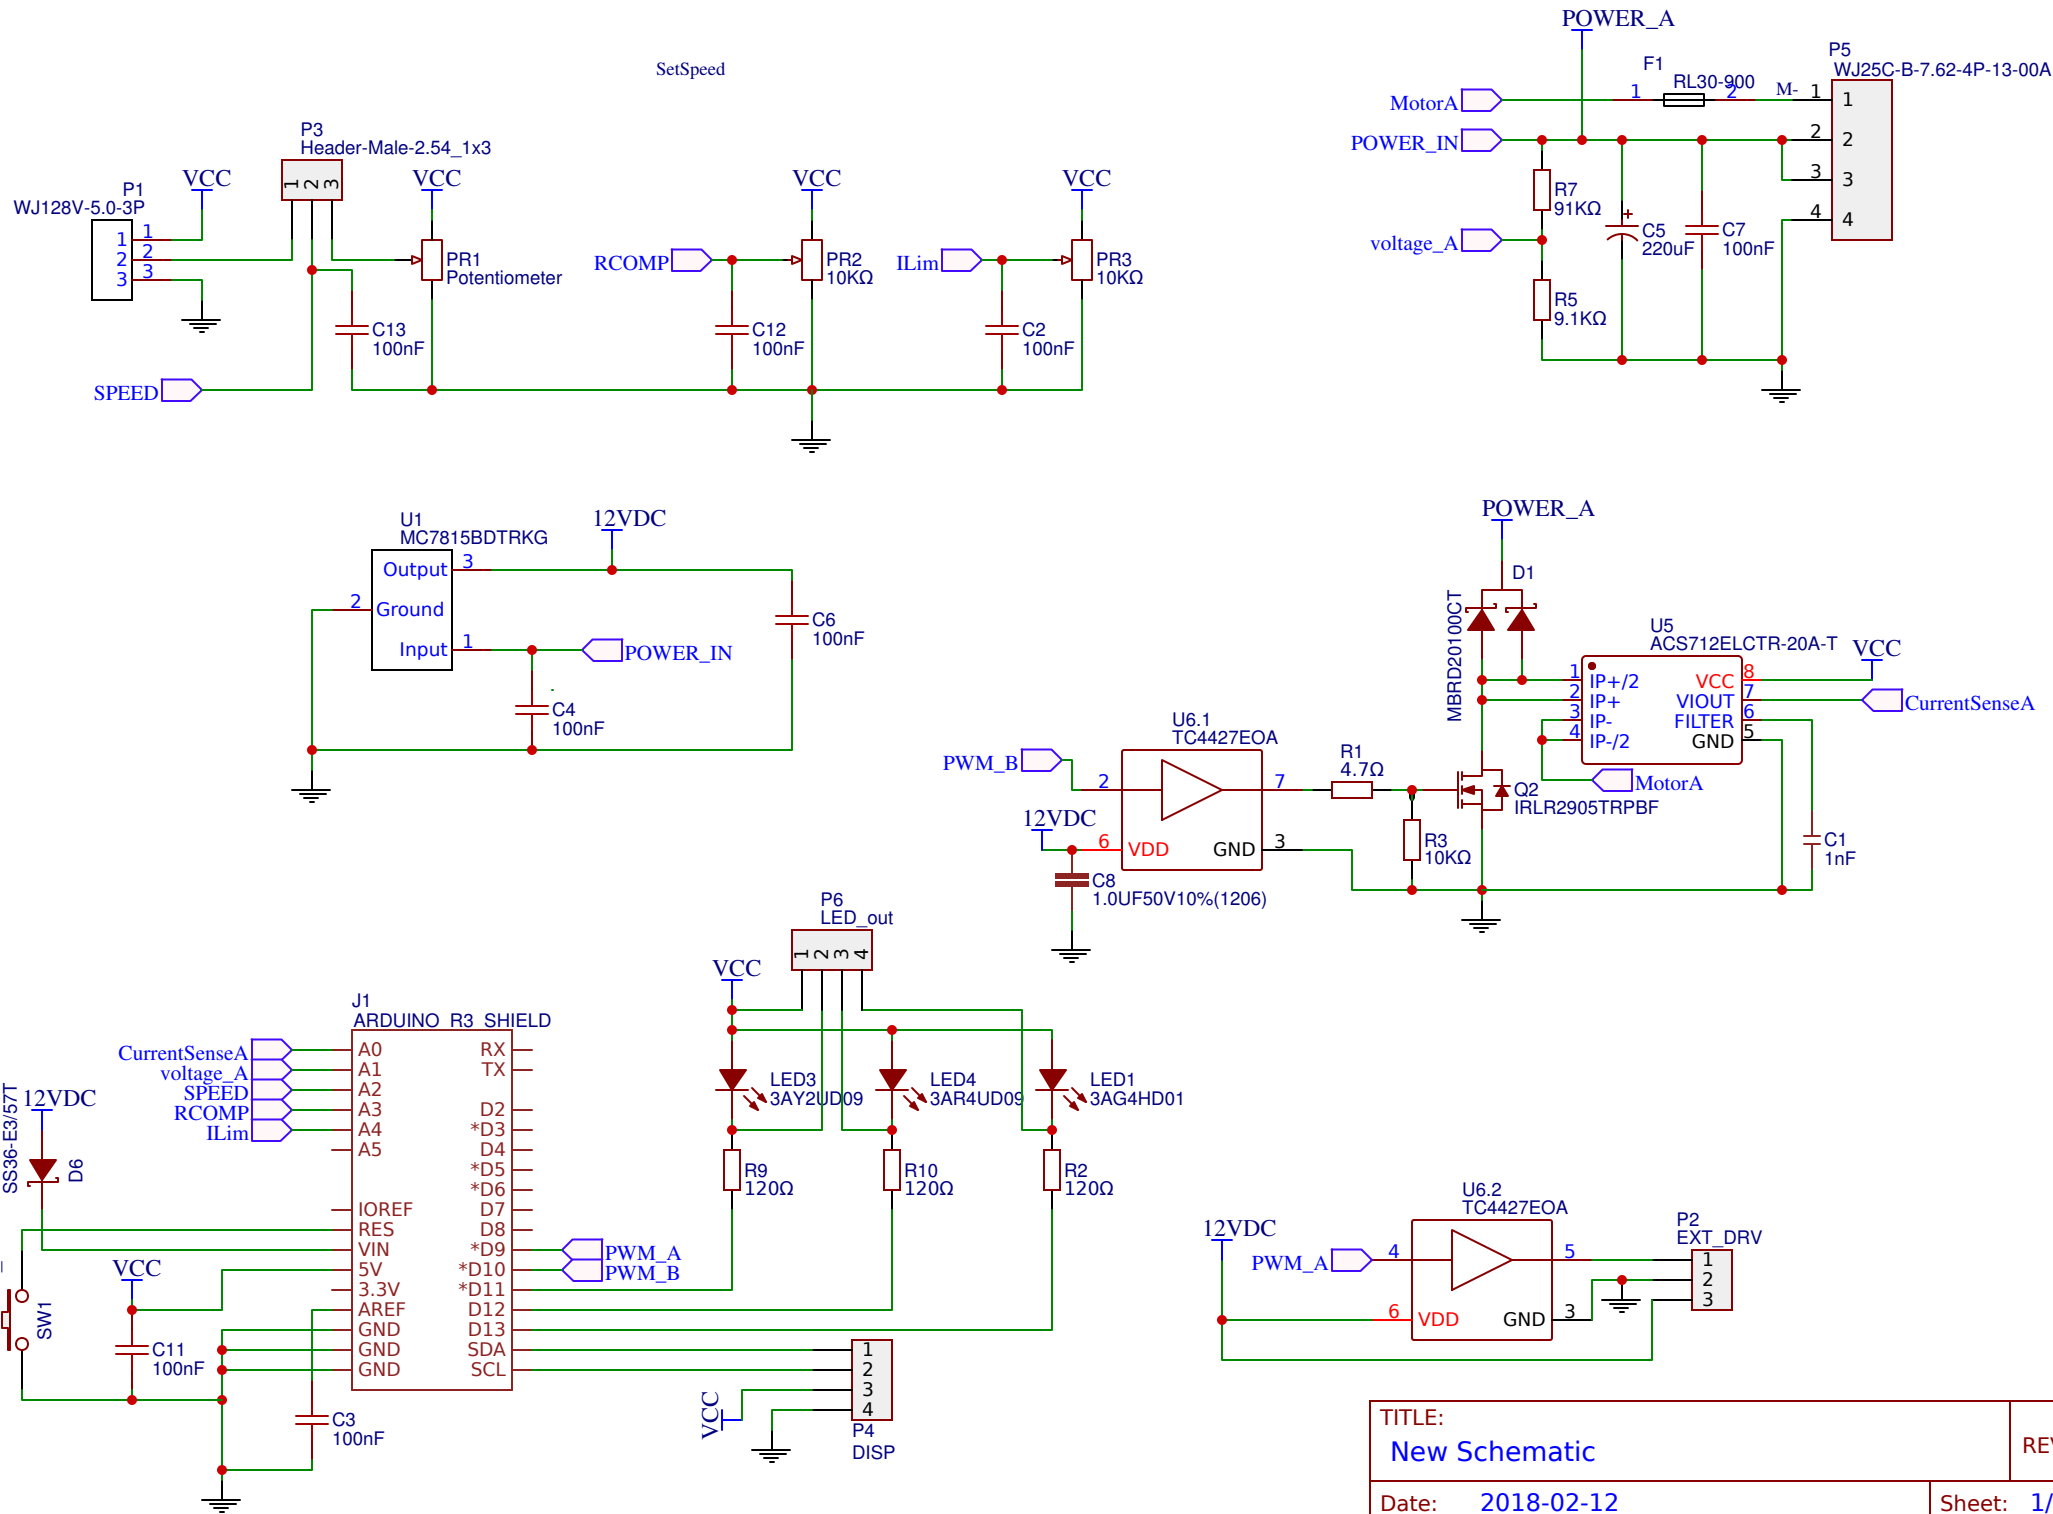 SetSpeed
P3
Header-Male-2.54_1x3
1 2 3
P1
WJ128V-5.0-3P
VCC
1 1
2 2
3 3
VCC
PR1
Potentiometer
C13
100nF
SPEED
VCC
RCOMP
PR2
10KΩ
C12
100nF
VCC
ILim
PR3
10KΩ
C2
100nF
POWER_A
MotorA
F1
RL30-900
1 2
M-
P5
WJ25C-B-7.62-4P-13-00A
1 1
2 2
3 3
4 4
POWER_IN
R7
91KΩ
voltage_A
R5
9.1KΩ
C5
220uF
C7
100nF
U1
MC7815BDTRKG
12VDC
Output 3
2 Ground
Input 1
POWER_IN
C6
100nF
C4
100nF
POWER_A
D1
MBRD20100CT
U5
ACS712ELCTR-20A-T
VCC
1 IP+/2 VCC 8
2 IP+ VIOUT 7
3 IP- FILTER 6
4 IP-/2 GND 5
CurrentSenseA
MotorA
U6.1
TC4427EOA
PWM_B
2 7
12VDC
6 VDD GND 3
C8
1.0UF50V10%(1206)
R1
4.7Ω
R3
10KΩ
Q2
IRLR2905TRPBF
C1
1nF
P6
LED_out
1 2 3 4
VCC
LED3
3AY2UD09
LED4
3AR4UD09
LED1
3AG4HD01
R9
120Ω
R10
120Ω
R2
120Ω
J1
ARDUINO_R3_SHIELD
CurrentSenseA
voltage_A
SPEED
RCOMP
ILim
A0
A1
A2
A3
A4
A5
IOREF
RES
VIN
5V
3.3V
AREF
GND
GND
GND
RX
TX
D2
*D3
D4
*D5
*D6
D7
D8
*D9
*D10
*D11
D12
D13
SDA
SCL
PWM_A
PWM_B
SS36-E3/57T
12VDC
D6
SW1
VCC
C11
100nF
C3
100nF
VCC
1
2
3
4
P4
DISP
U6.2
TC4427EOA
12VDC
PWM_A
4 5
6 VDD GND 3
P2
EXT_DRV
1
2
3
TITLE:
New Schematic
REV
Date: 2018-02-12
Sheet: 1/